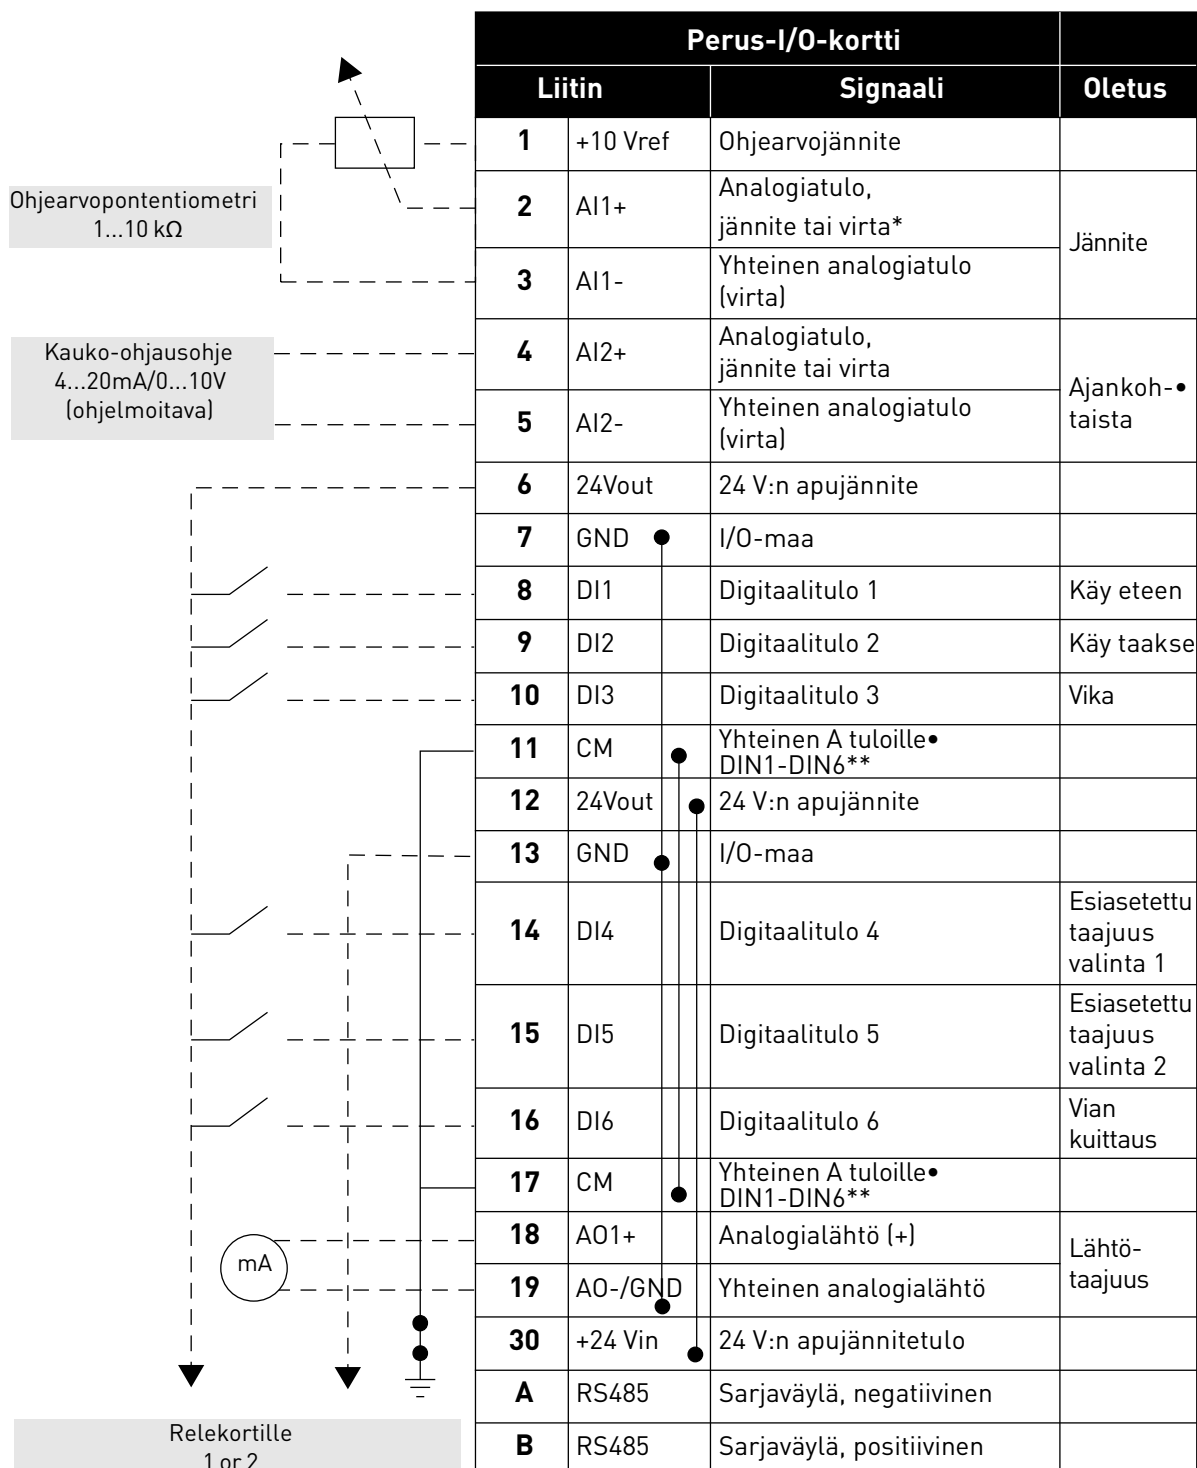 Perus-I/O-kortti
Liitin Signaali Oletus
1 +10 Vref Ohjearvojännite
Ohjearvopotentiometri
1...10 kΩ
2 AI1+ Analogiatulo,
jännite tai virta*
Jännite
3 AI1- Yhteinen analogiatulo
(virta)
Kauko-ohjausohje
4...20mA/0...10V
(ohjelmoitava)
4 AI2+ Analogiatulo,
jännite tai virta
Ajankoh-•
taista
5 AI2- Yhteinen analogiatulo
(virta)
6 24Vout 24 V:n apujännite
7 GND I/O-maa
8 DI1 Digitaalitulo 1 Käy eteen
9 DI2 Digitaalitulo 2 Käy taakse
10 DI3 Digitaalitulo 3 Vika
11 CM Yhteinen A tuloille•
DIN1-DIN6**
12 24Vout 24 V:n apujännite
13 GND I/O-maa
14 DI4 Digitaalitulo 4 Esiasetettu
taajuus
valinta 1
15 DI5 Digitaalitulo 5 Esiasetettu
taajuus
valinta 2
16 DI6 Digitaalitulo 6 Vian
kuittaus
17 CM Yhteinen A tuloille•
DIN1-DIN6**
mA
18 AO1+ Analogialähtö (+)
Lähtö-
taajuus
19 AO-/GND Yhteinen analogialähtö
30 +24 Vin 24 V:n apujännitetulo
A RS485 Sarjaväylä, negatiivinen
B RS485 Sarjaväylä, positiivinen
Relekortille
1 or 2